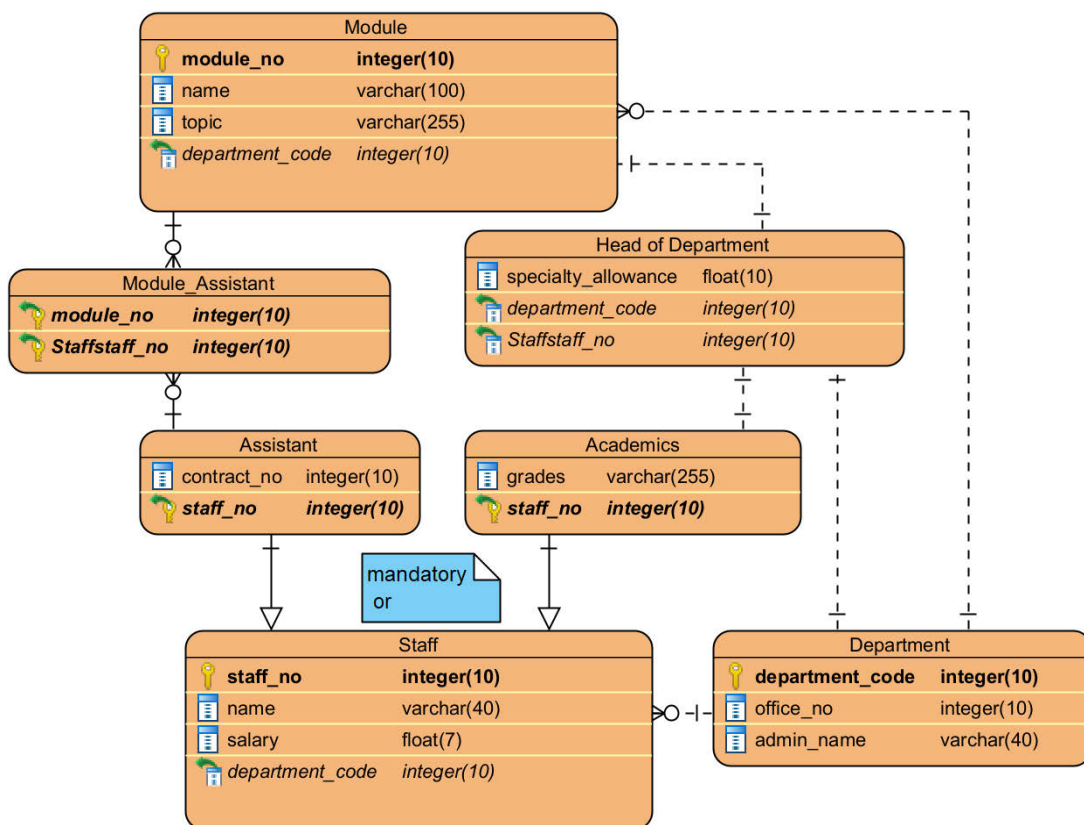 Module
module_no integer(10)
name varchar(100)
topic varchar(255)
department_code integer(10)
Head of Department
specialty_allowance float(10)
department_code integer(10)
Staffstaff_no integer(10)
Module_Assistant
module_no integer(10)
Staffstaff_no integer(10)
Assistant
contract_no integer(10)
staff_no integer(10)
Academics
grades varchar(255)
staff_no integer(10)
mandatory
or
Staff
staff_no integer(10)
name varchar(40)
salary float(7)
department_code integer(10)
Department
department_code integer(10)
office_no integer(10)
admin_name varchar(40)